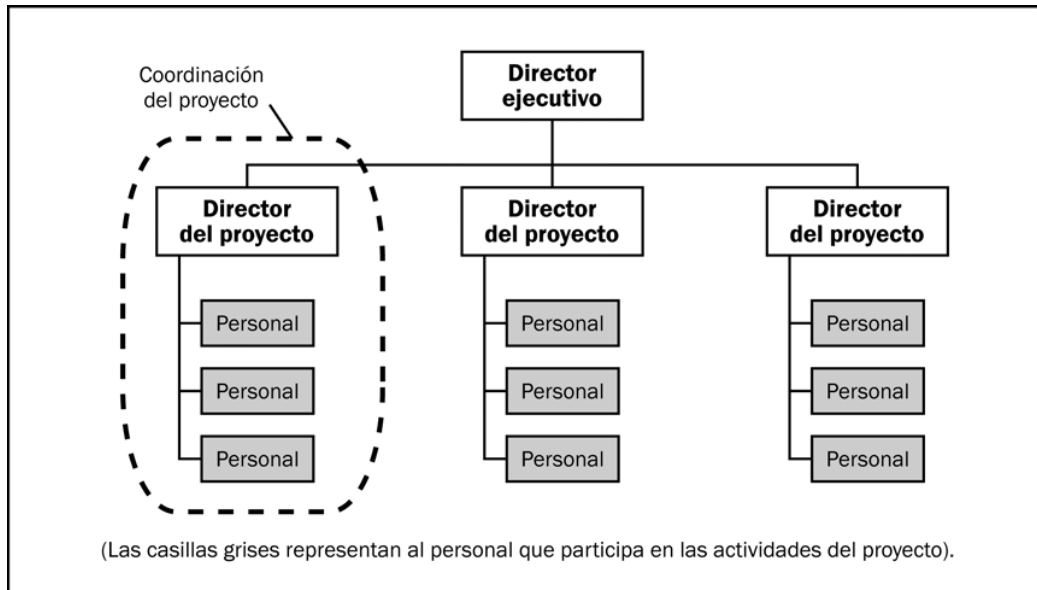 Coordinación
del proyecto
Director
ejecutivo
Director
del proyecto
Director
del proyecto
Director
del proyecto
Personal
Personal
Personal
Personal
Personal
Personal
Personal
Personal
Personal
(Las casillas grises representan al personal que participa en las actividades del proyecto).